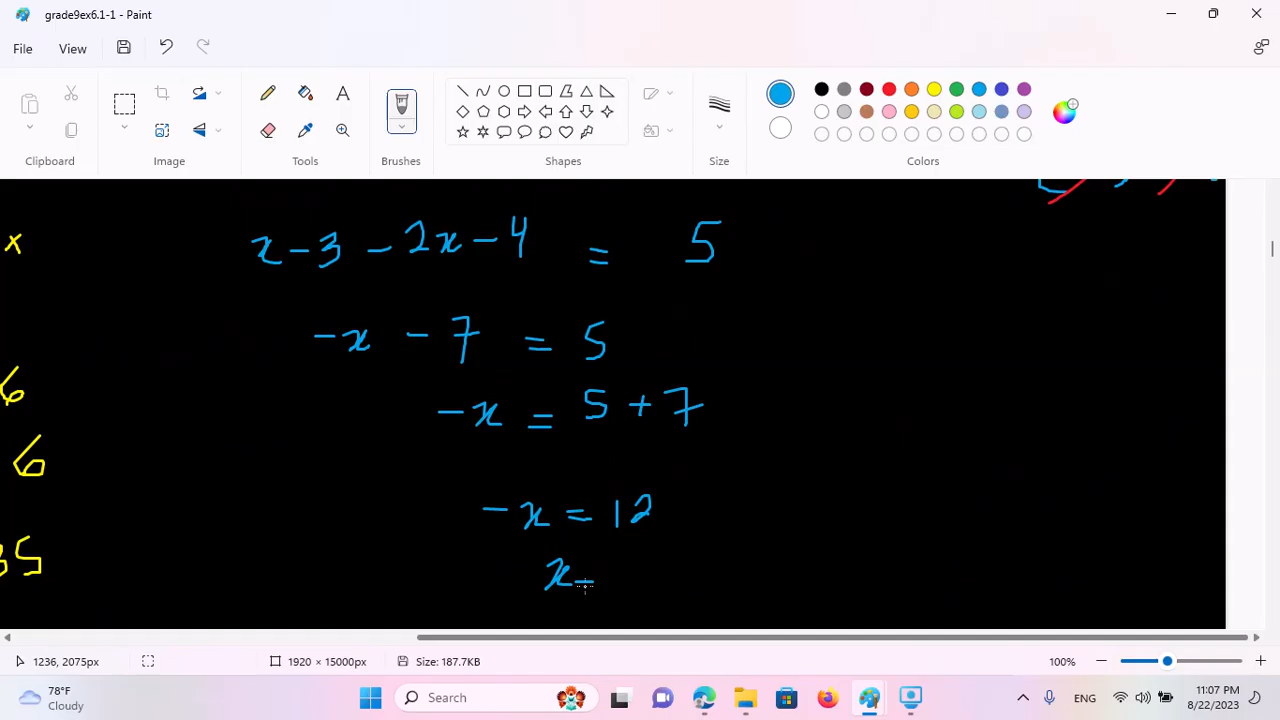 grade9ex6.1-1 - Paint
File View
A
Clipboard Image Tools Brushes Shapes Size Colors
x x - 3 - 2x - 4 = 5
-x - 7 = 5
6 -x = 5 + 7
6
-x = 12
35 x -
1236, 2075px 1920 × 15000px Size: 187.7KB 100%
78°F
Cloudy
Search
ENG
11:07 PM
8/22/2023